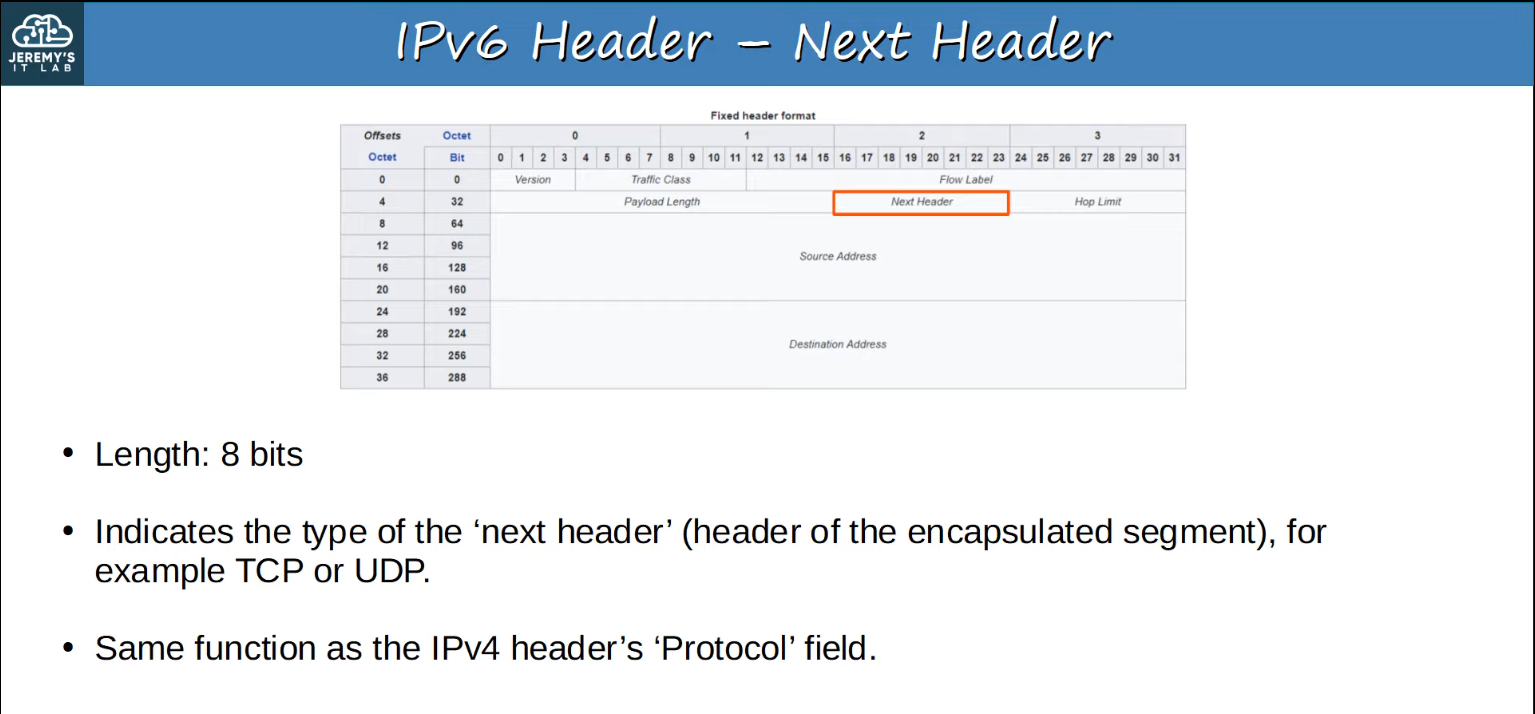 JEREMY'S
IT LAB
IPv6 Header – Next Header
Fixed header format
Offsets Octet 0 1 2 3
Octet Bit 0 1 2 3 4 5 6 7 8 9 10 11 12 13 14 15 16 17 18 19 20 21 22 23 24 25 26 27 28 29 30 31
0 0 Version Traffic Class Flow Label
4 32 Payload Length Next Header Hop Limit
8 64
12 96
Source Address
16 128
20 160
24 192
28 224
Destination Address
32 256
36 288
• Length: 8 bits
• Indicates the type of the ‘next header’ (header of the encapsulated segment), for
example TCP or UDP.
• Same function as the IPv4 header’s ‘Protocol’ field.